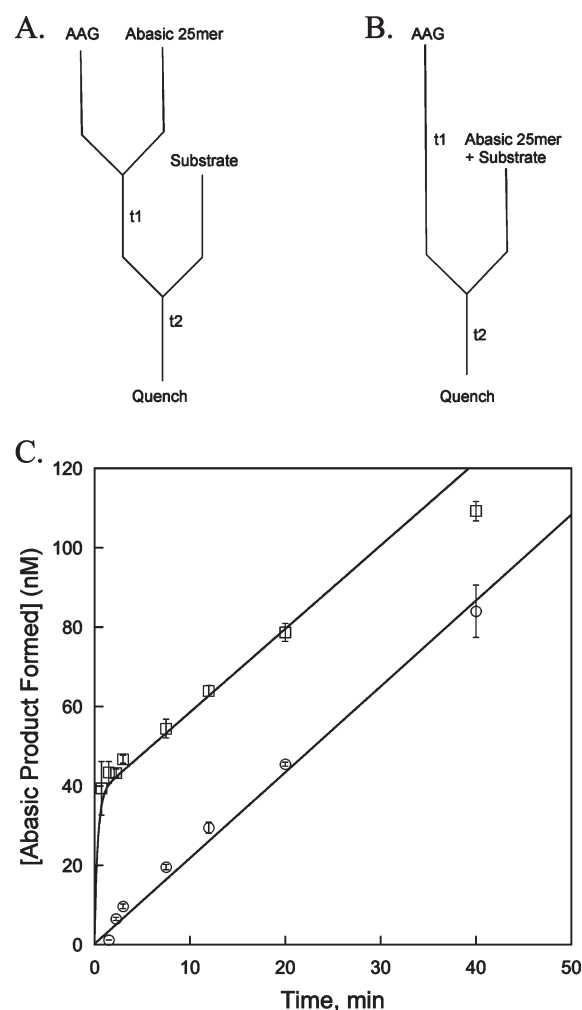 A.
AAG
Abasic 25mer
Substrate
t1
t2
Quench
B.
AAG
t1
Abasic 25mer
+ Substrate
t2
Quench
C.
[Abasic Product Formed] (nM)
120
100
80
60
40
20
0
0 10 20 30 40 50
Time, min